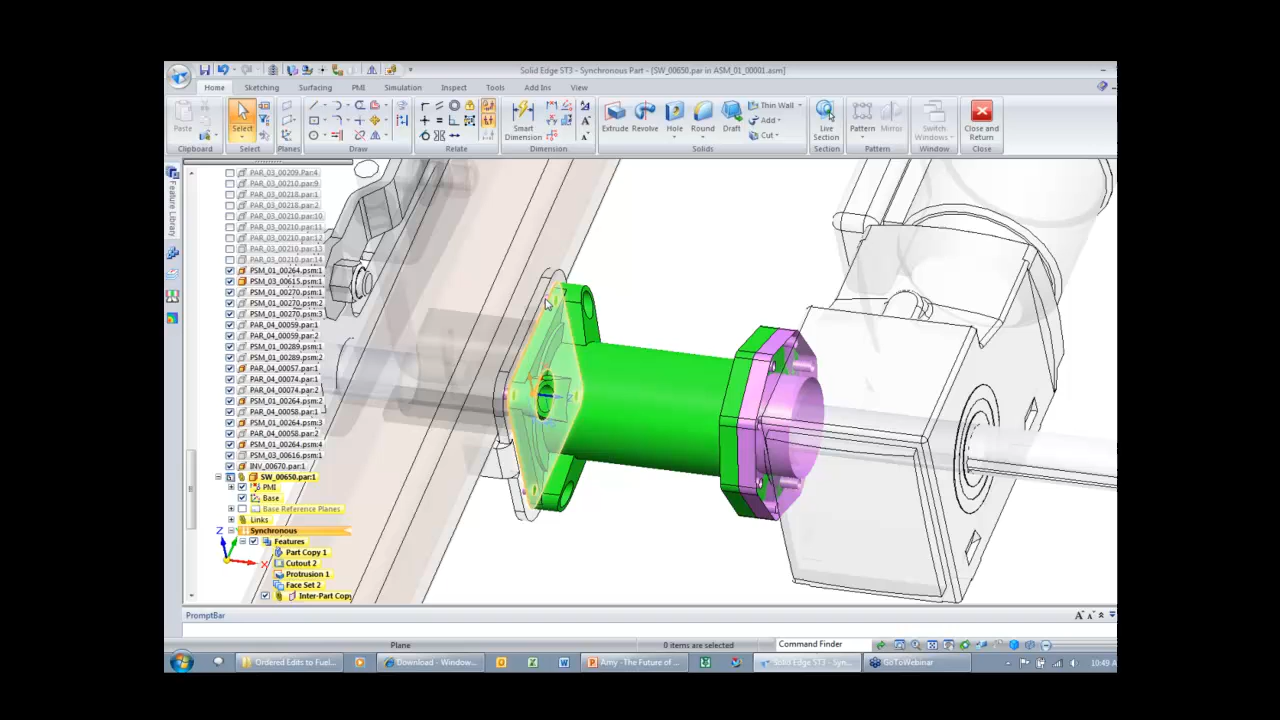 Solid Edge ST3 - Synchronous Part - [SW_00650.par in ASM_01_00001.asm]
Home Sketching Surfacing PMI Simulation Inspect Tools Add Ins View
Paste Select Planes Smart Dimension Extrude Revolve Hole Round Draft Thin Wall Add Cut Live Section Pattern Mirror Switch Windows Close and Return
Clipboard Select Planes Draw Relate Dimension Solids Section Pattern Window Close
Feature Library
PAR_03_00209.Par:4
PAR_03_00210.par:9
PAR_03_00218.par:1
PAR_03_00218.par:2
PAR_03_00210.par:10
PAR_03_00210.par:11
PAR_03_00210.par:12
PAR_03_00210.par:13
PAR_03_00210.par:14
PSM_01_00264.psm:1
PSM_03_00615.psm:1
PSM_01_00270.psm:1
PSM_01_00270.psm:2
PSM_01_00270.psm:3
PAR_04_00059.par:1
PAR_04_00059.par:2
PSM_01_00289.psm:1
PSM_01_00289.psm:2
PAR_04_00057.par:1
PAR_04_00074.par:1
PAR_04_00074.par:2
PSM_01_00264.psm:2
PAR_04_00058.par:1
PSM_01_00264.psm:3
PAR_04_00058.par:2
PSM_01_00264.psm:4
PSM_03_00616.psm:1
INV_00670.par:1
SW_00650.par:1
PMI
Base
Base Reference Planes
Links
Synchronous
Features
Part Copy 1
Cutout 2
Protrusion 1
Face Set 2
Inter-Part Copy
Z
X
Z
PromptBar
Plane 0 items are selected Command Finder
Ordered Edits to Fuel... Download - Window... Amy -The Future of ... Solid Edge ST3 - Syn... GoToWebinar 10:49 A